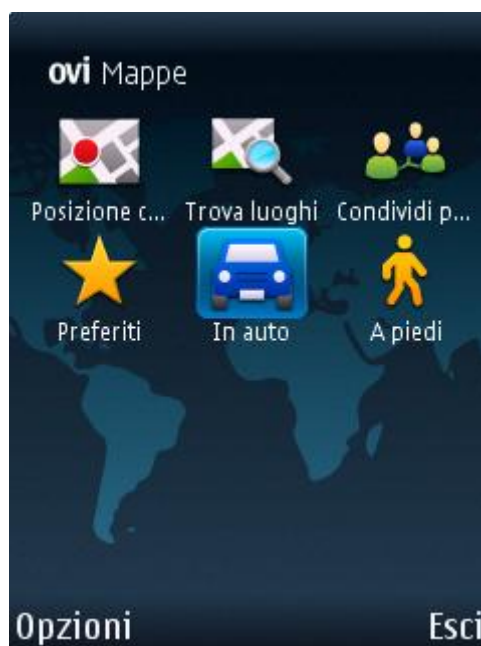 ovi Mappe
Posizione c... Trova luoghi Condividi p...
Preferiti In auto A piedi
Opzioni Esci